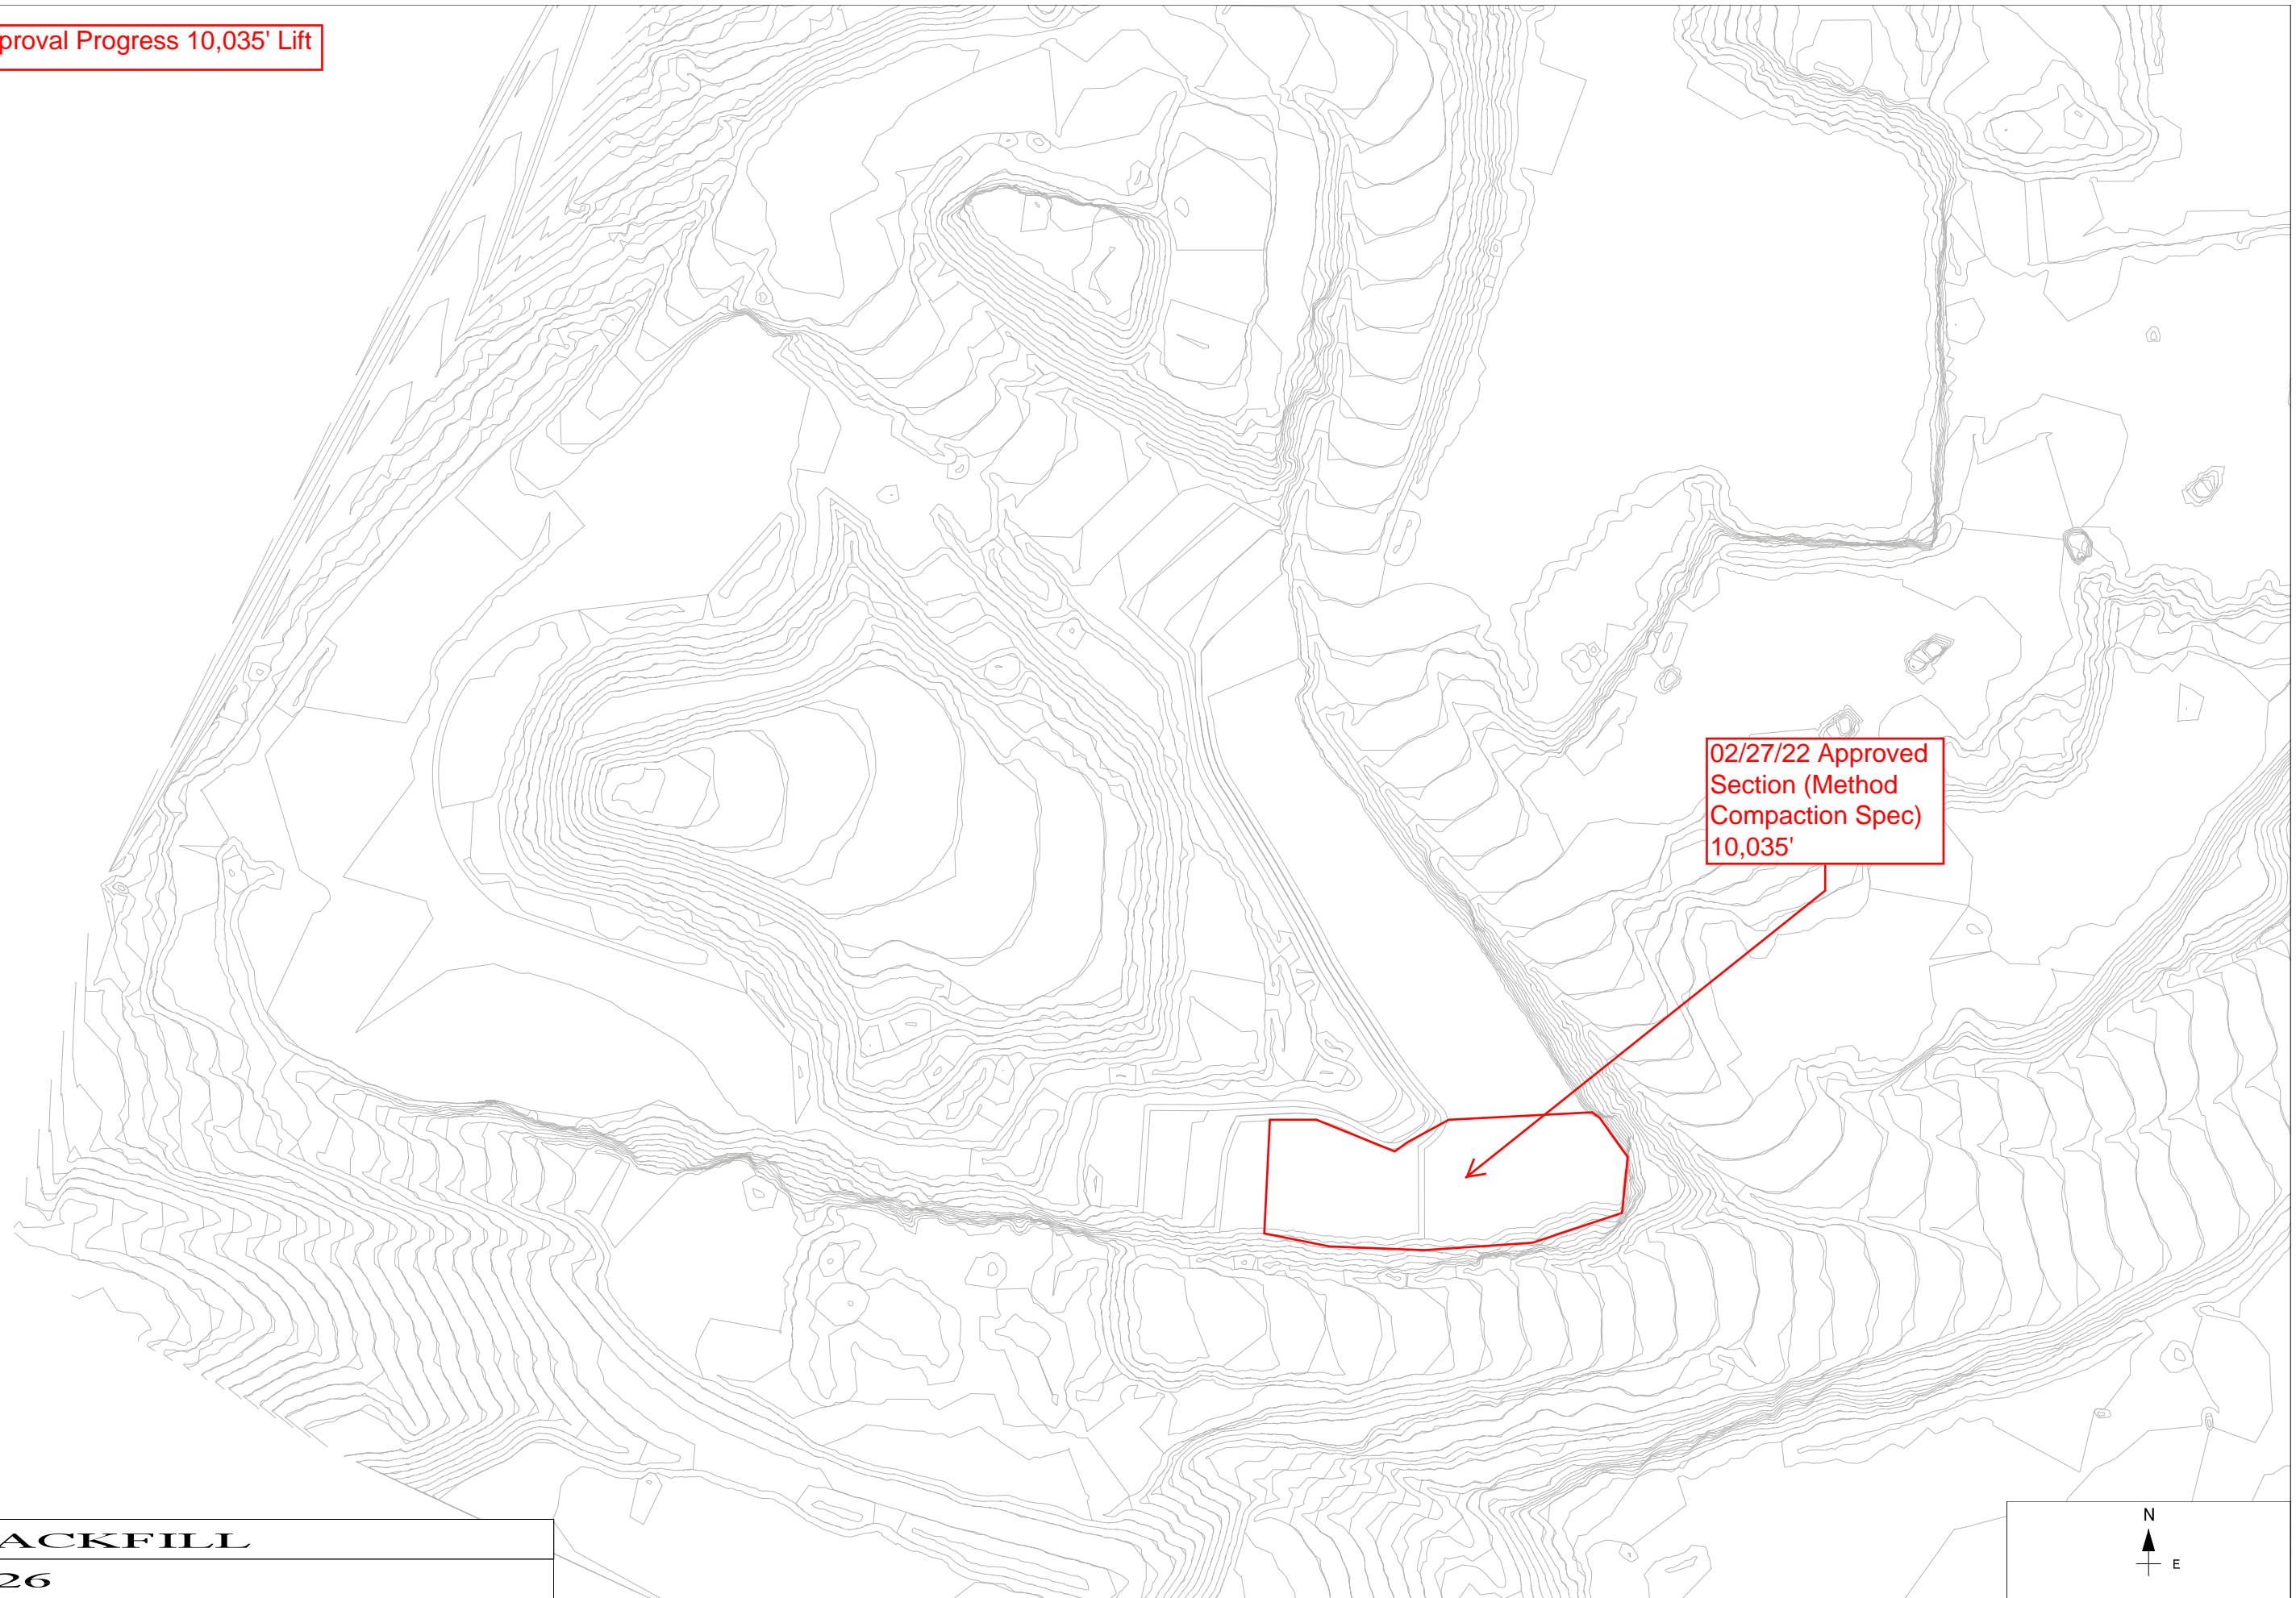 proval Progress 10,035' Lift
02/27/22 Approved
Section (Method
Compaction Spec)
10,035'
ACKFILL
26
N
E